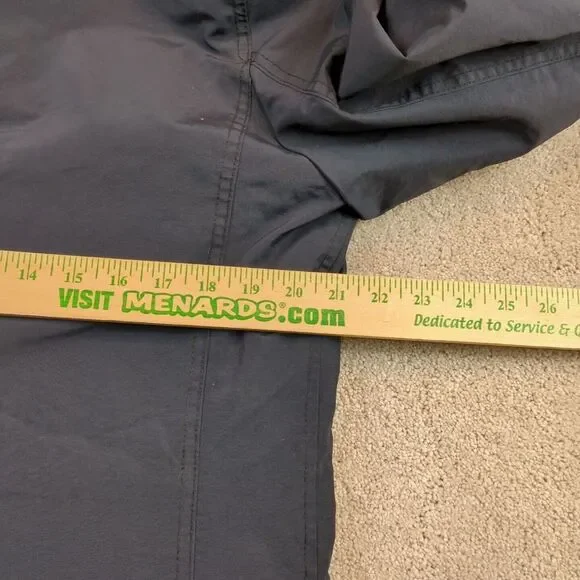 14 15 16 17 18 19 20 21 22 23 24 25 26
VISIT MENARDS.com
Dedicated to Service &